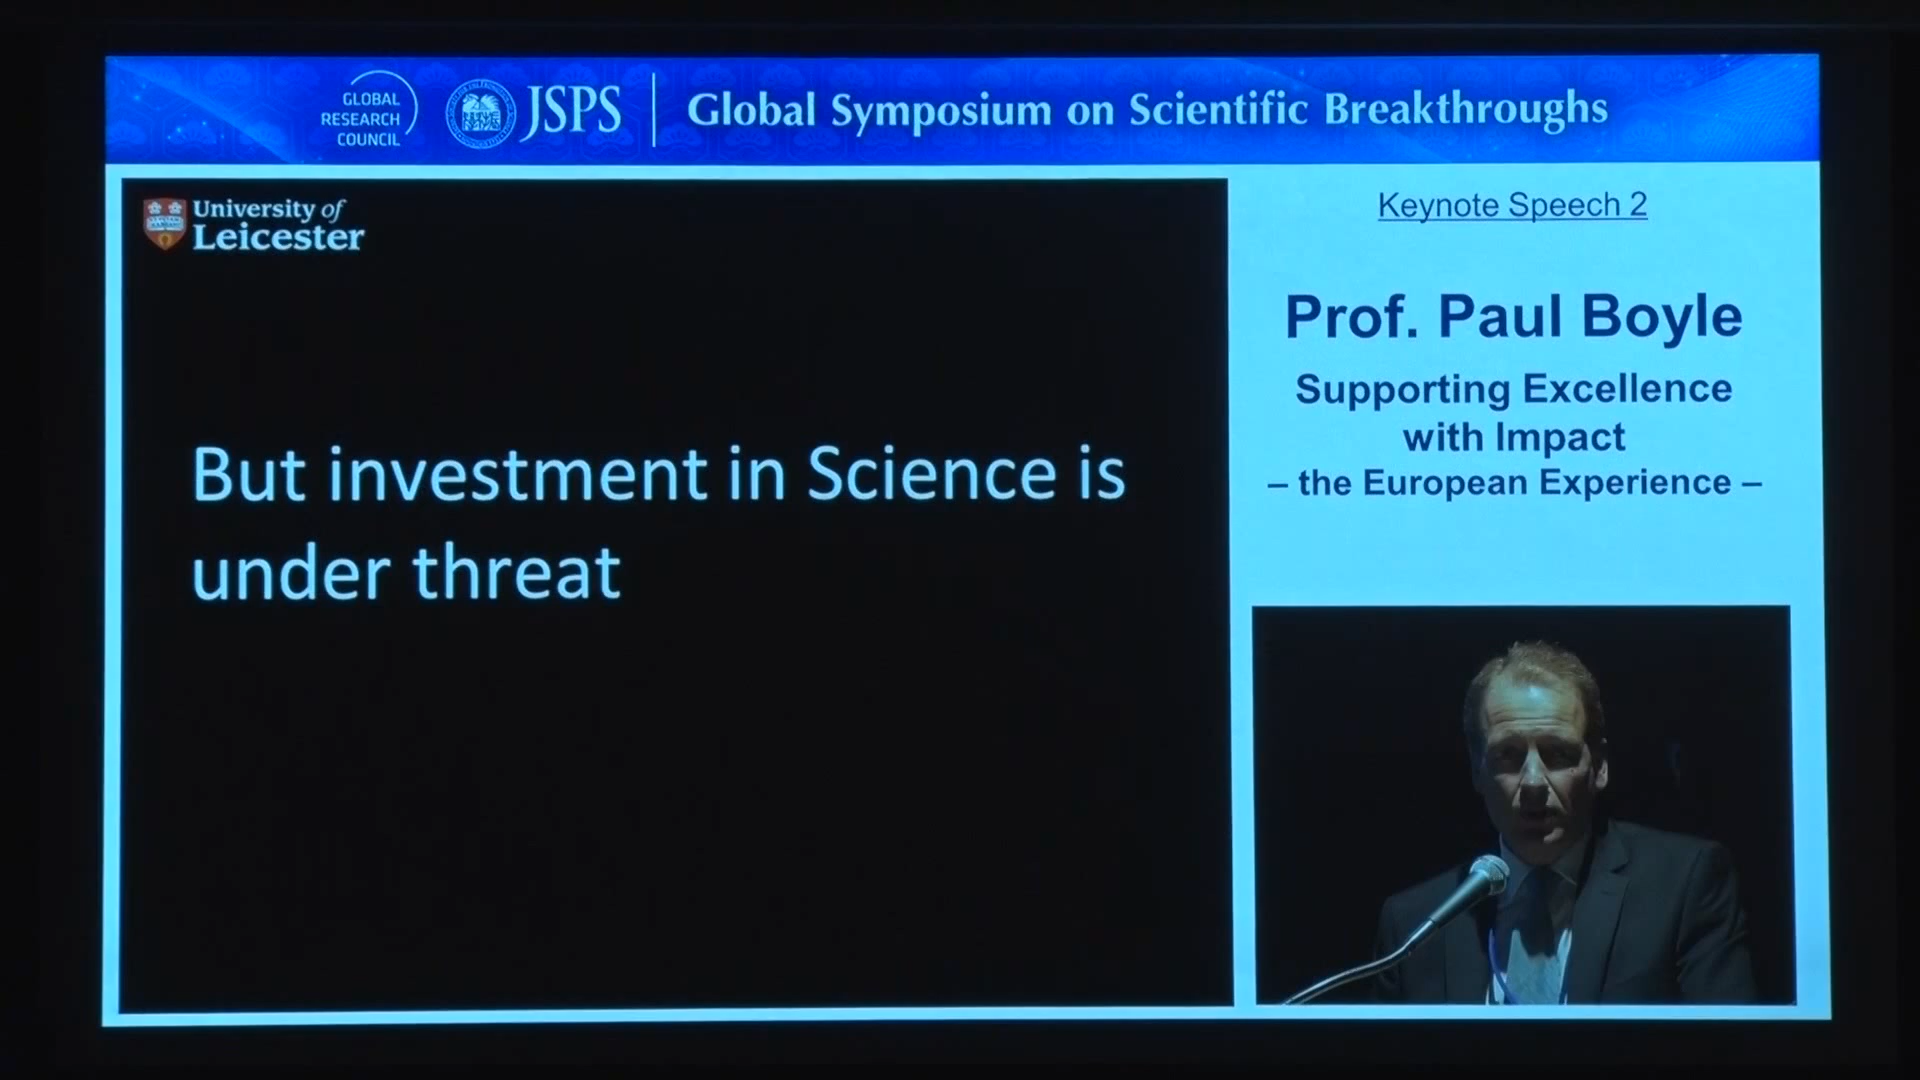 GLOBAL
RESEARCH
COUNCIL
JSPS
Global Symposium on Scientific Breakthroughs
University of
Leicester
But investment in Science is
under threat
Keynote Speech 2
Prof. Paul Boyle
Supporting Excellence
with Impact
– the European Experience –